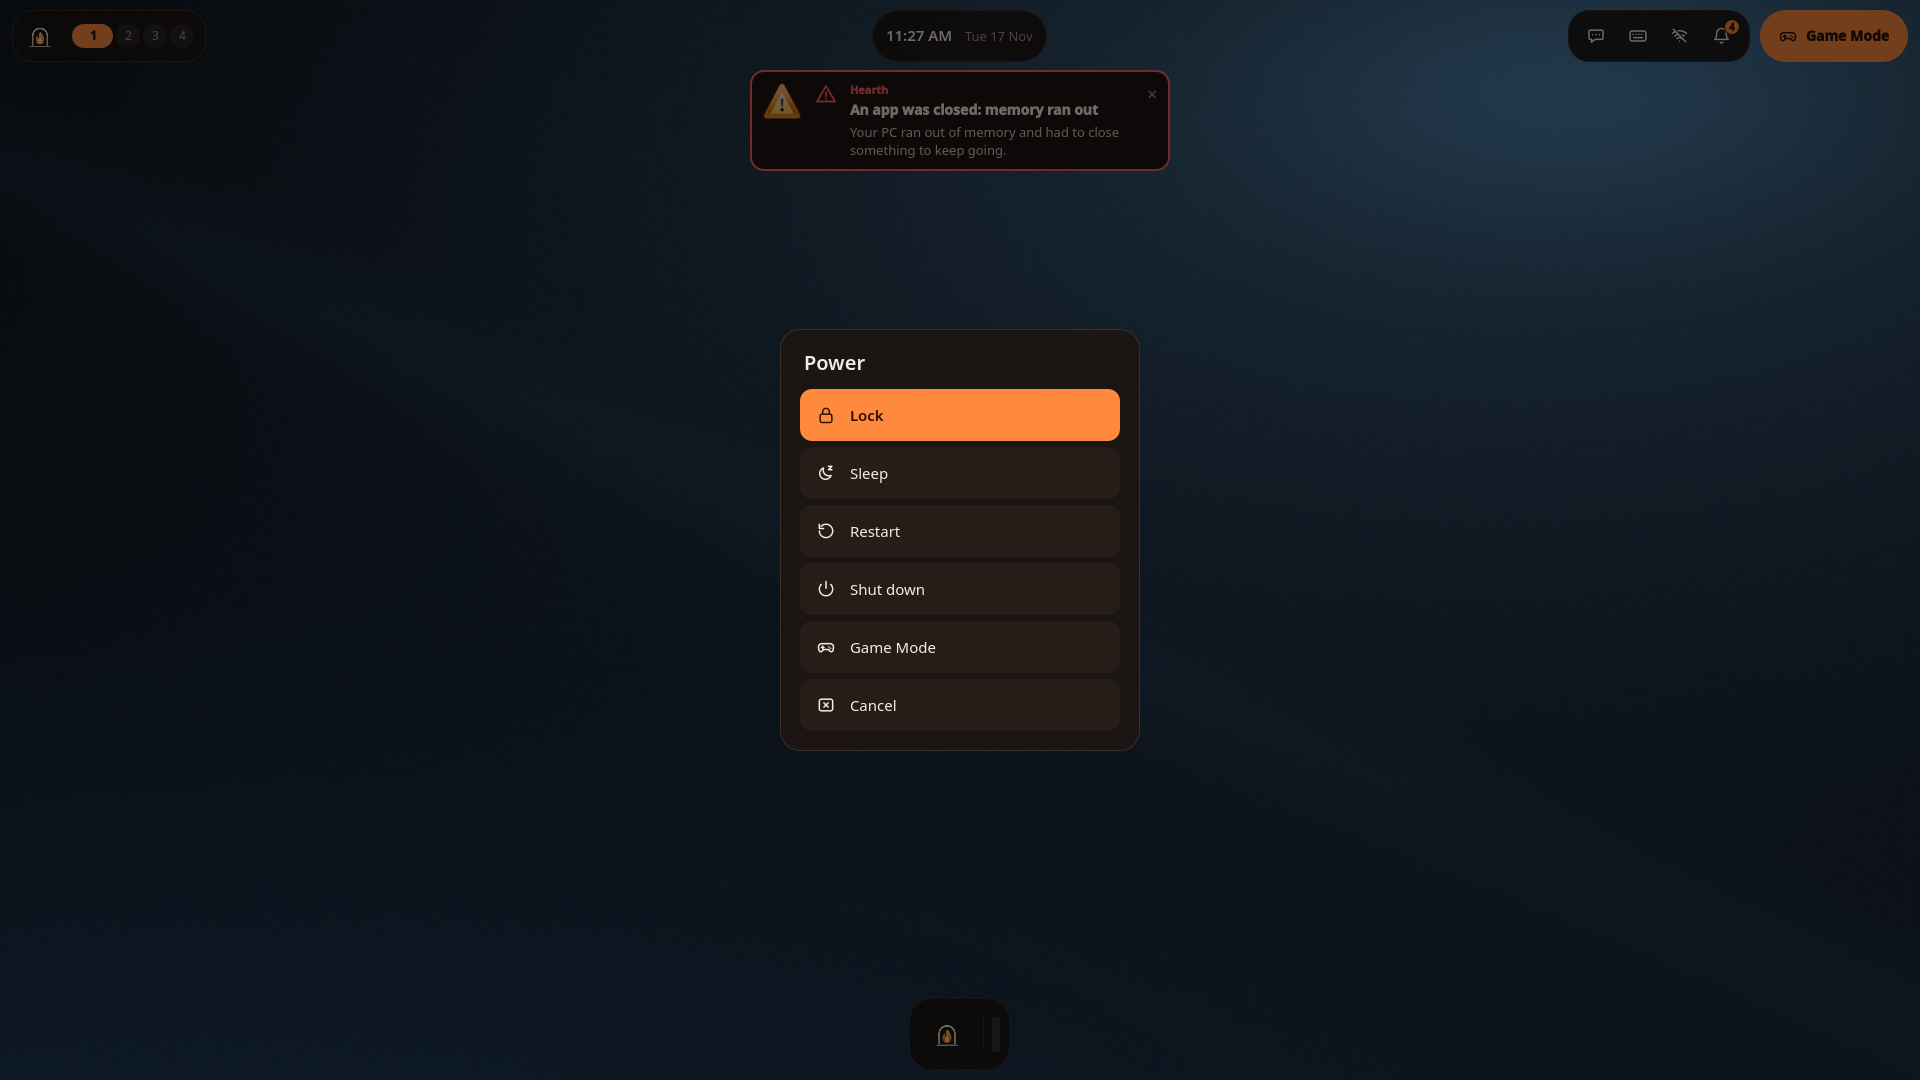 1 2 3 4
11:27 AM Tue 17 Nov
4
Game Mode
Hearth
An app was closed: memory ran out
Your PC ran out of memory and had to close
something to keep going.
Power
Lock
Sleep
Restart
Shut down
Game Mode
Cancel